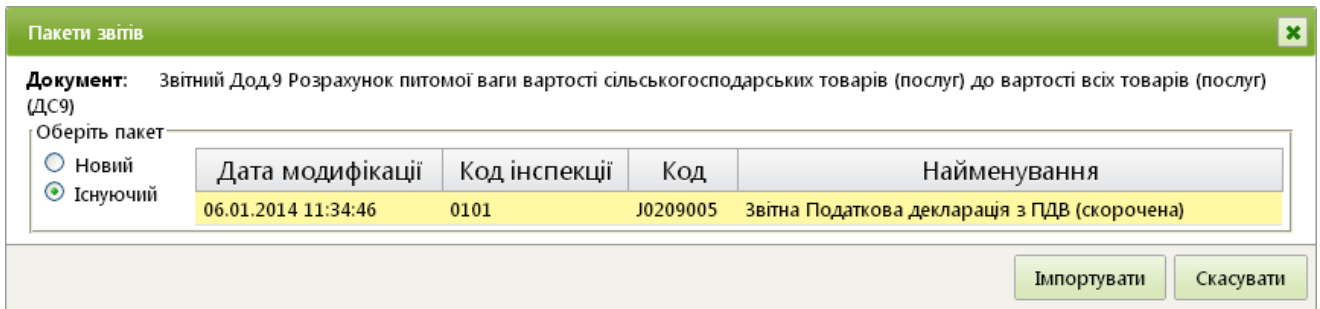 Пакети звітів
Документ: Звітний Дод.9 Розрахунок питомої ваги вартості сільськогосподарських товарів (послуг) до вартості всіх товарів (послуг)
(ДС9)
Оберіть пакет
Новий
Існуючий
Дата модифікації Код інспекції Код Найменування
06.01.2014 11:34:46 0101 J0209005 Звітна Податкова декларація з ПДВ (скорочена)
Імпортувати Скасувати